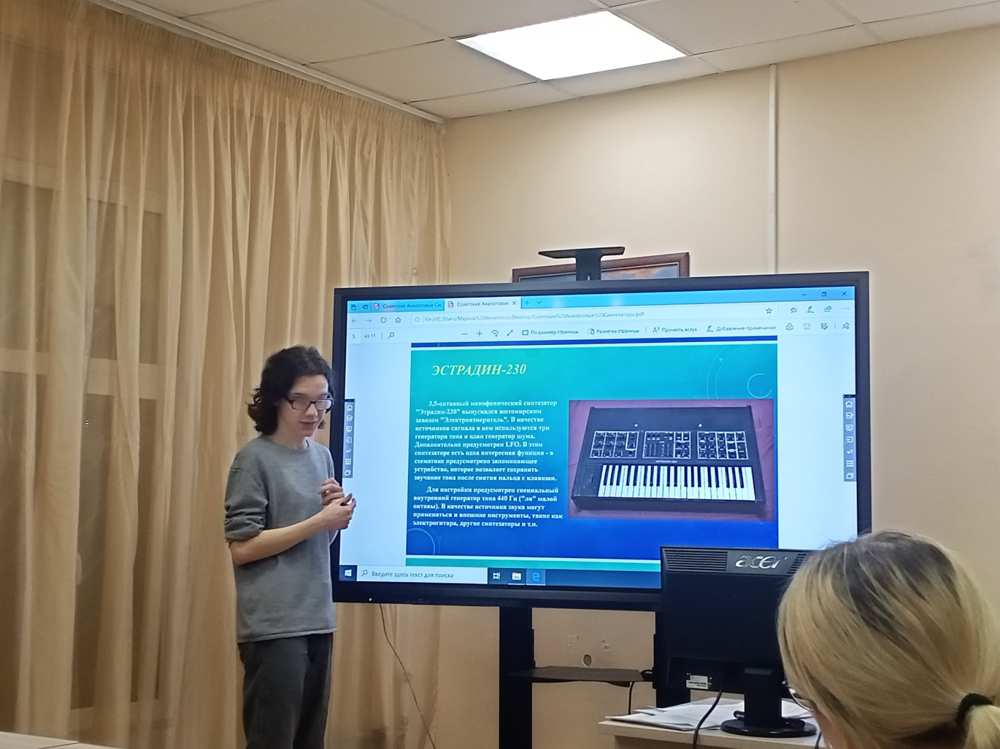 Советские Аналоговые Син
Советские Аналоговые
file:///C:/Users/Марина%20Филиппова/Desktop/Советские%20Аналоговые%20Синтезаторы.pdf
5 из 11
По размеру страницы
Разметка страницы
Прочесть вслух
Добавление примечаний
ЭСТРАДИН-230
3,5-октавный монофонический синтезатор
"Этрадин-230" выпускался житомирским
заводом "Электроизмеритель". В качестве
источников сигнала в нем используются три
генератора тона и один генератор шума.
Дополнительно предусмотрен LFO. В этом
синтезаторе есть одна интересная функция - в
схематике предусмотрено запоминающее
устройство, которое позволяет сохранять
звучание тона после снятия пальца с клавиши.
Для настройки предусмотрен специальный
внутренний генератор тона 440 Гц ("ля" малой
октавы). В качестве источника звука могут
применяться и внешние инструменты, такие как
электрогитара, другие синтезаторы и т.п.
Введите здесь текст для поиска
acer